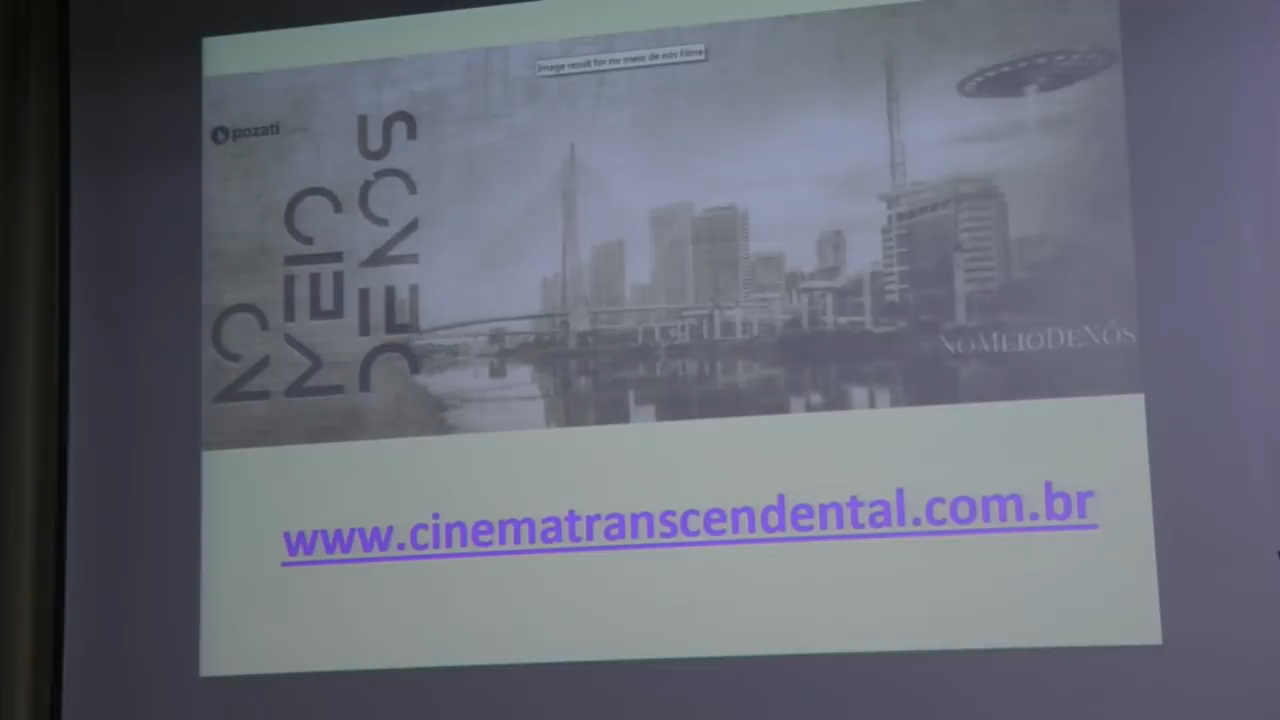 Image result for no meio de nós filme
pozati
NO
MEIO
DE NÓS
NOMEIODENÓS
www.cinematranscendental.com.br